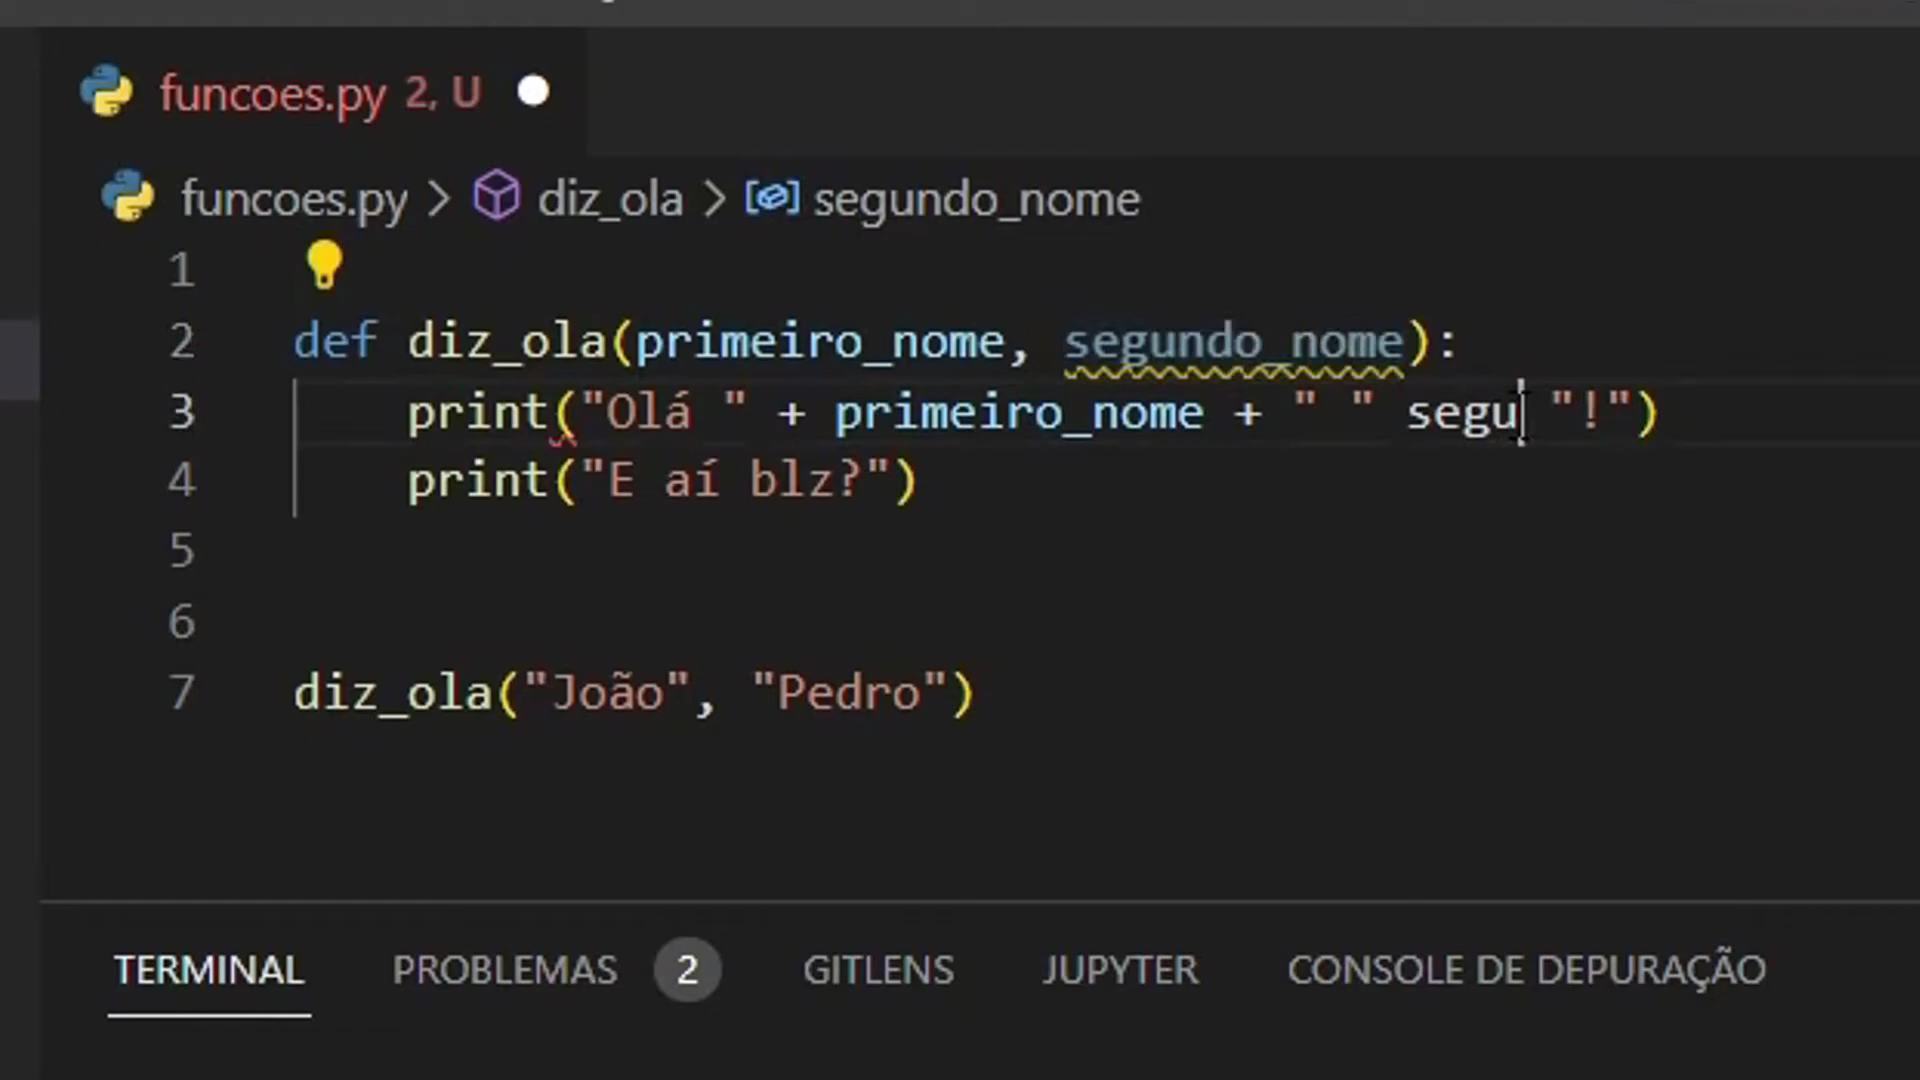 funcoes.py 2, U
funcoes.py > diz_ola > segundo_nome
1
2 def diz_ola(primeiro_nome, segundo_nome):
3 print("Olá " + primeiro_nome + " " segu "!")
4 print("E aí blz?")
5
6
7 diz_ola("João", "Pedro")
TERMINAL PROBLEMAS 2 GITLENS JUPYTER CONSOLE DE DEPURAÇÃO